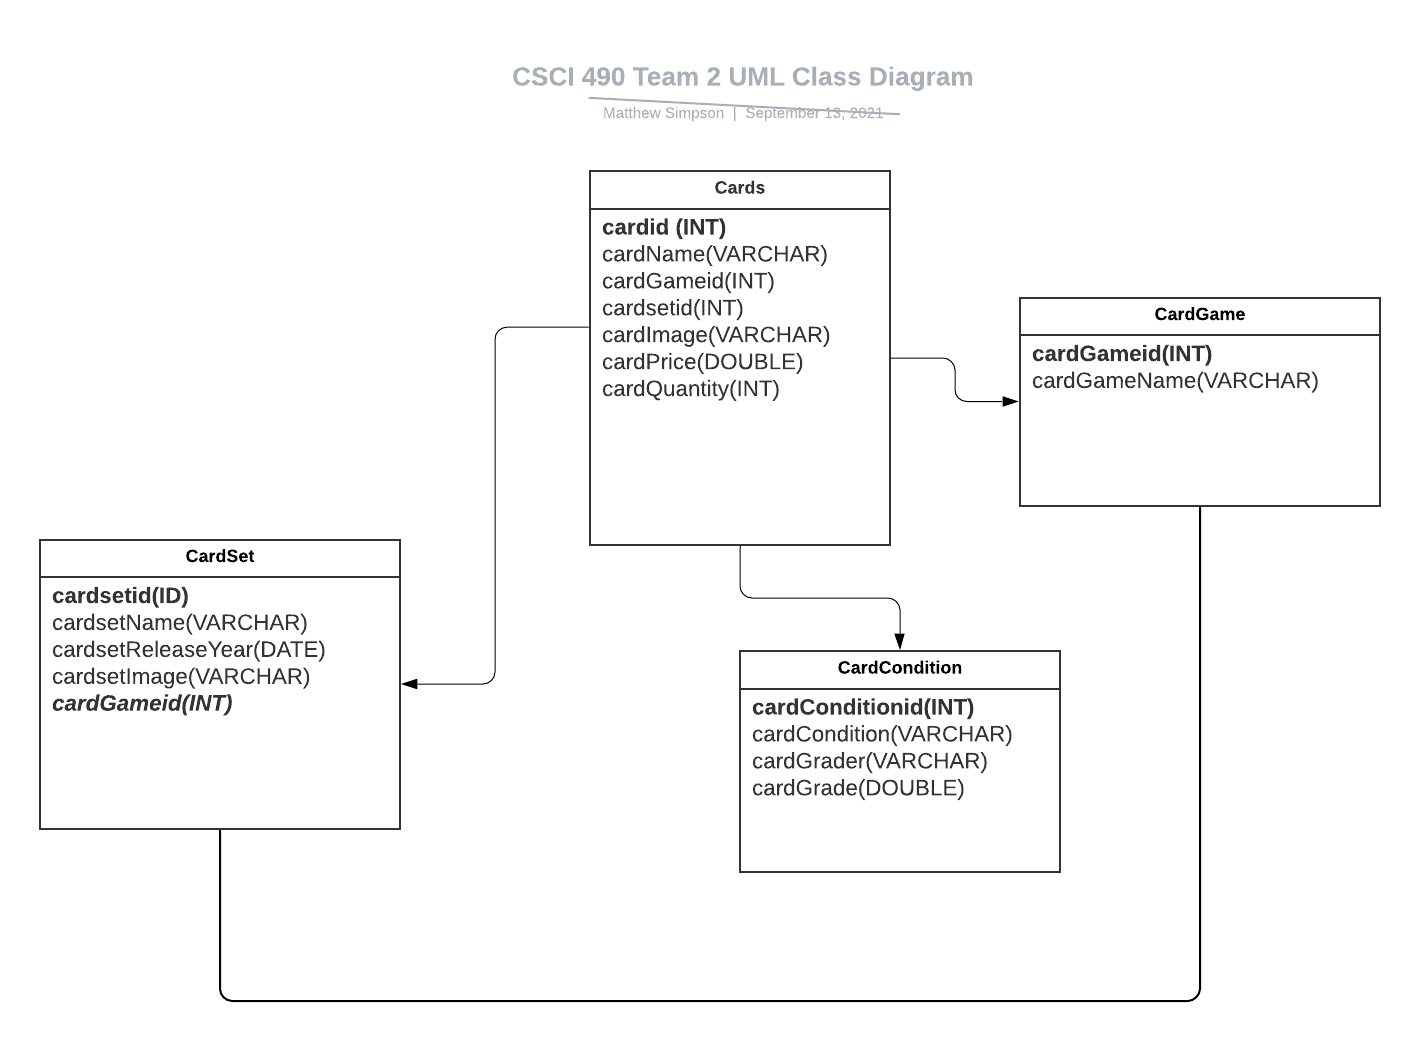 CSCI 490 Team 2 UML Class Diagram
Matthew Simpson | September 13, 2021
Cards
cardid (INT)
cardName(VARCHAR)
cardGameid(INT)
cardsetid(INT)
cardImage(VARCHAR)
cardPrice(DOUBLE)
cardQuantity(INT)
CardGame
cardGameid(INT)
cardGameName(VARCHAR)
CardSet
cardsetid(ID)
cardsetName(VARCHAR)
cardsetReleaseYear(DATE)
cardsetImage(VARCHAR)
cardGameid(INT)
CardCondition
cardConditionid(INT)
cardCondition(VARCHAR)
cardGrader(VARCHAR)
cardGrade(DOUBLE)